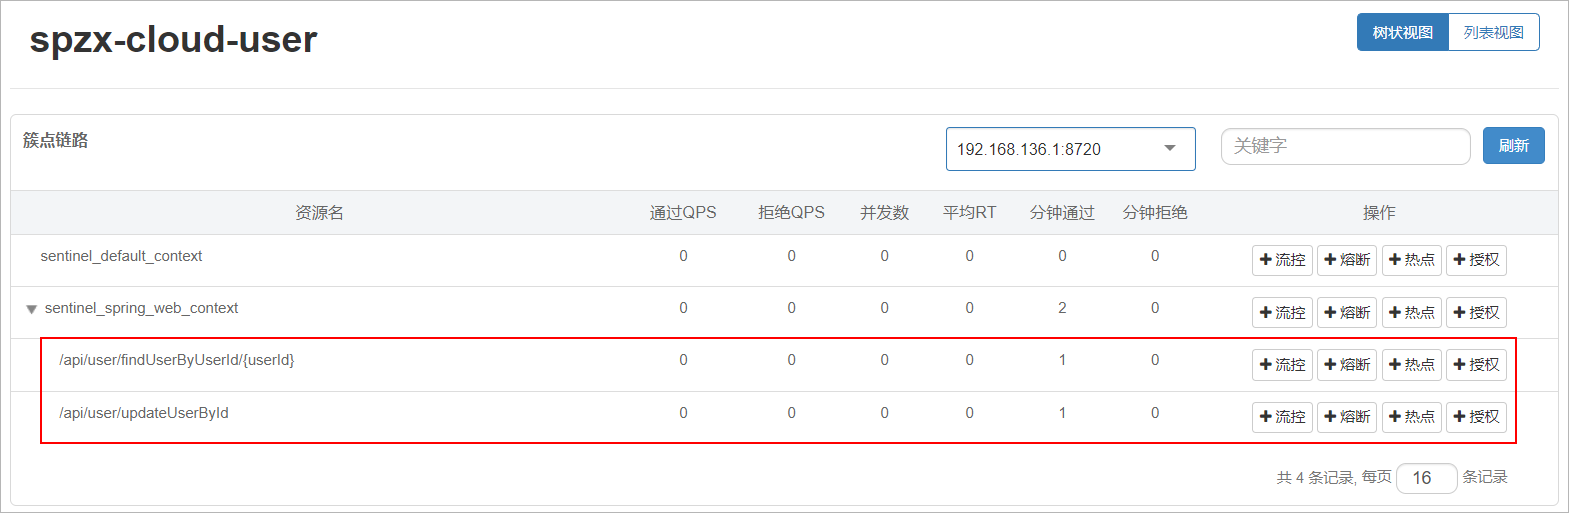 spzx-cloud-user
树状视图 列表视图
簇点链路
192.168.136.1:8720 关键字 刷新
资源名 通过QPS 拒绝QPS 并发数 平均RT 分钟通过 分钟拒绝 操作
sentinel_default_context 0 0 0 0 0 0 流控 熔断 热点 授权
sentinel_spring_web_context 0 0 0 0 2 0 流控 熔断 热点 授权
/api/user/findUserByUserId/{userId} 0 0 0 0 1 0 流控 熔断 热点 授权
/api/user/updateUserById 0 0 0 0 1 0 流控 熔断 热点 授权
共 4 条记录, 每页 16 条记录